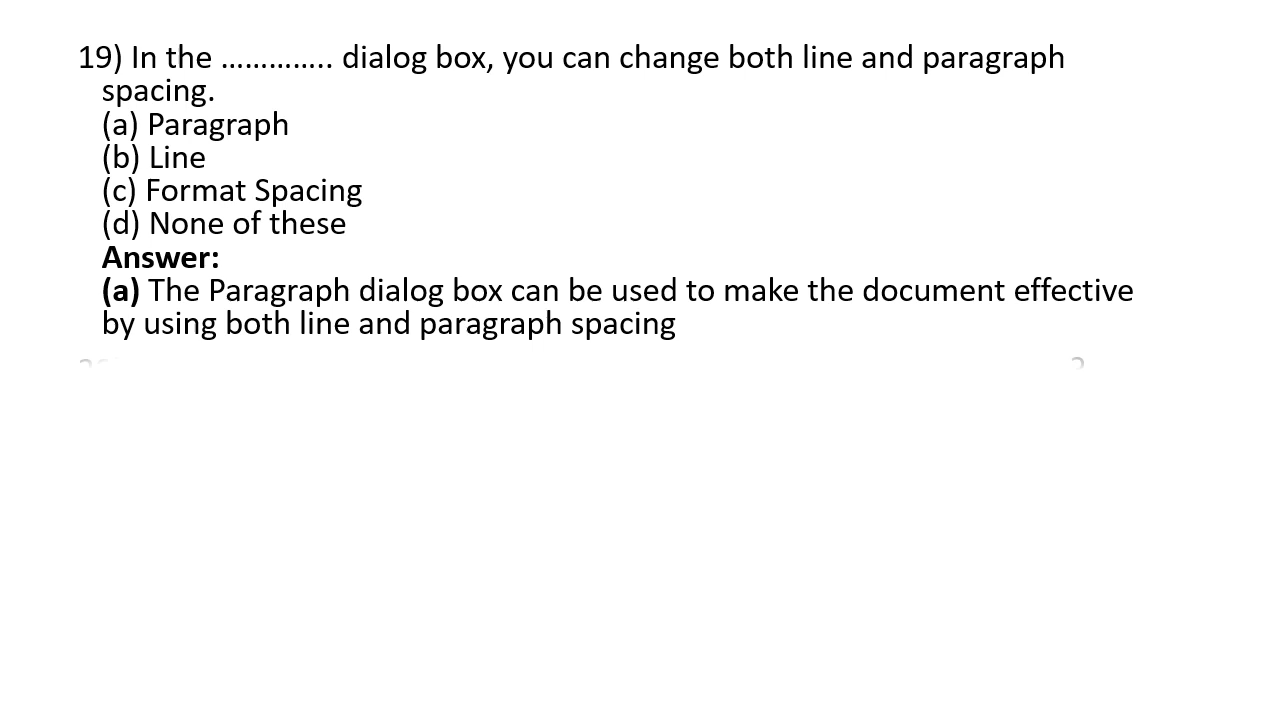 19) In the ………….. dialog box, you can change both line and paragraph
spacing.
(a) Paragraph
(b) Line
(c) Format Spacing
(d) None of these
Answer:
(a) The Paragraph dialog box can be used to make the document effective
by using both line and paragraph spacing